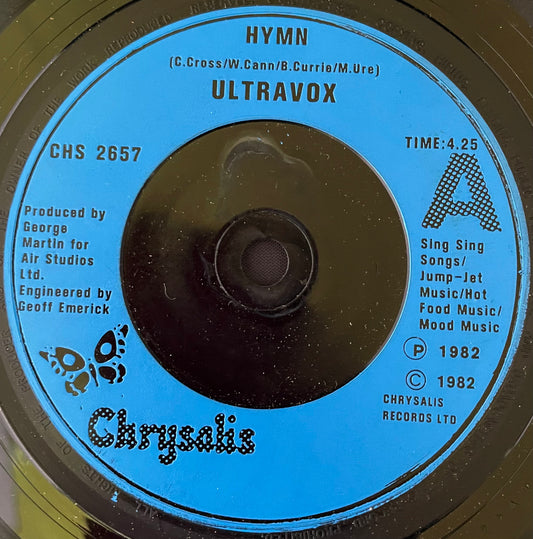 HYMN
(C.Cross/W.Cann/B.Currie/M.Ure)
ULTRAVOX
CHS 2657
TIME:4.25
A
Produced by
George
Martin for
Air Studios
Ltd.
Engineered by
Geoff Emerick
Sing Sing
Songs/
Jump-Jet
Music/Hot
Food Music/
Mood Music
Ⓟ 1982
© 1982
CHRYSALIS
RECORDS LTD
Chrysalis